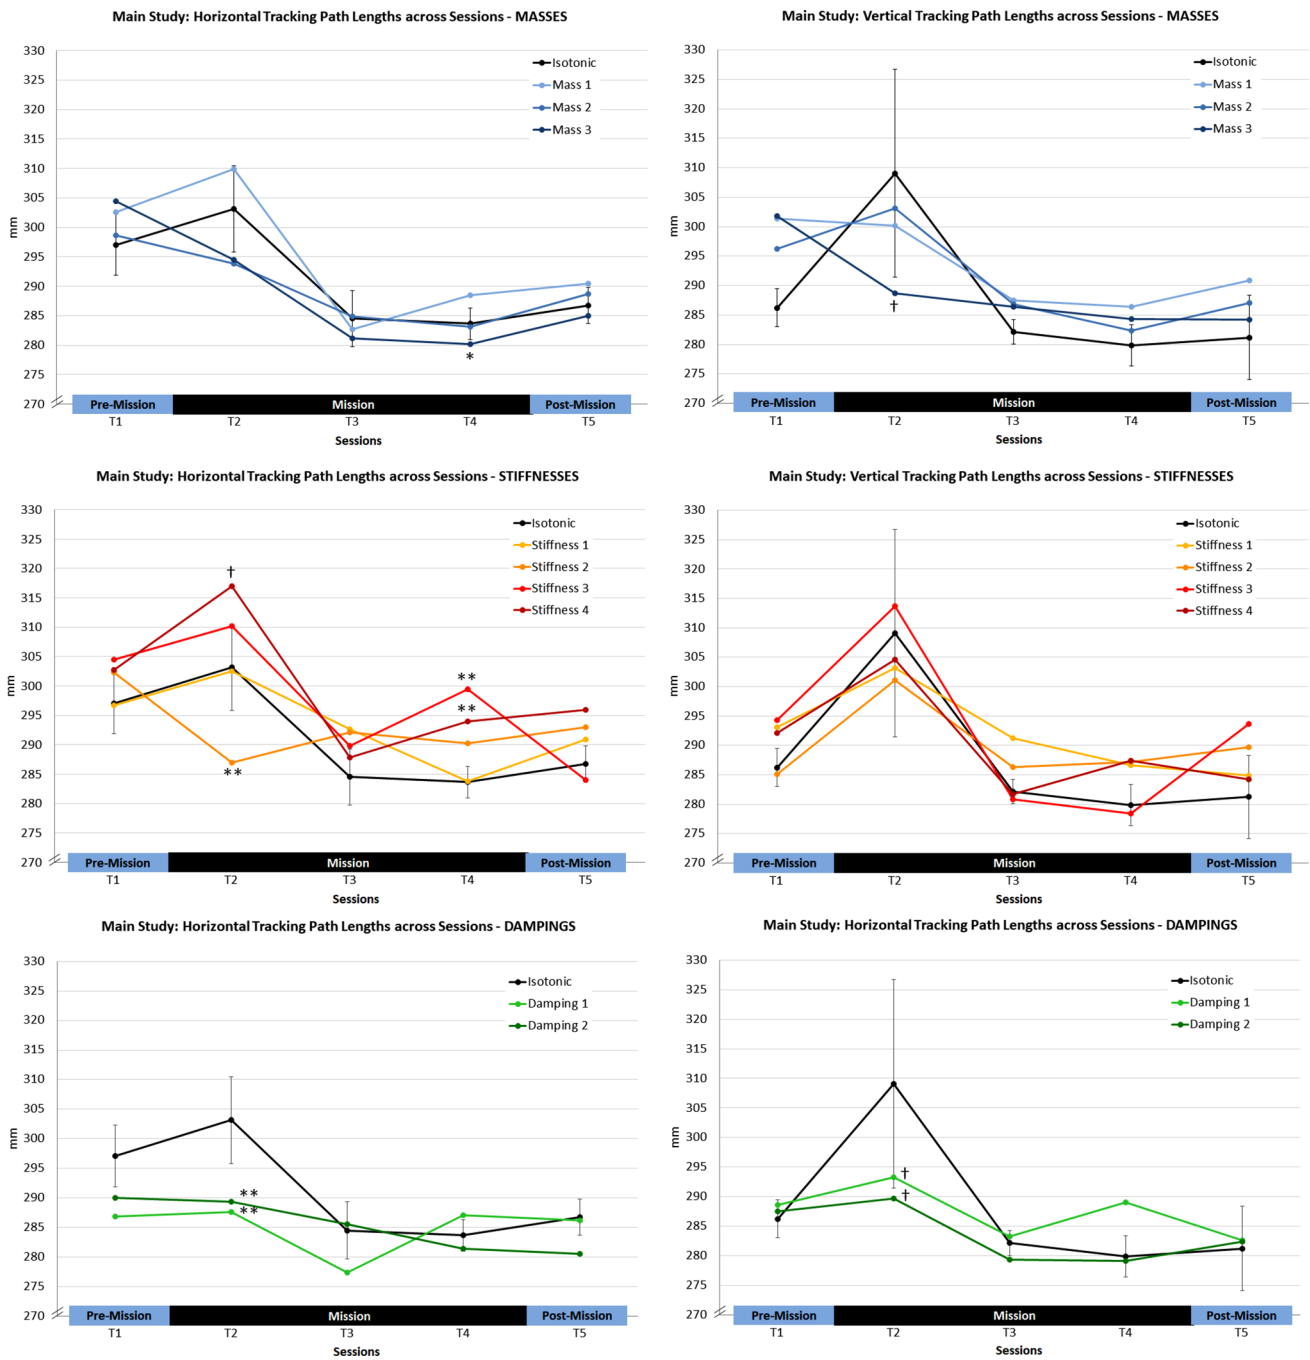 Main Study: Horizontal Tracking Path Lengths across Sessions - MASSES
330
325
320
315
310
305
300
295
290
285
280
275
270
mm
Isotonic
Mass 1
Mass 2
Mass 3
*
Pre-Mission Mission Post-Mission
T1 T2 T3 T4 T5
Sessions
Main Study: Vertical Tracking Path Lengths across Sessions - MASSES
330
325
320
315
310
305
300
295
290
285
280
275
270
mm
Isotonic
Mass 1
Mass 2
Mass 3
†
Pre-Mission Mission Post-Mission
T1 T2 T3 T4 T5
Sessions
Main Study: Horizontal Tracking Path Lengths across Sessions - STIFFNESSES
330
325
320
315
310
305
300
295
290
285
280
275
270
mm
Isotonic
Stiffness 1
Stiffness 2
Stiffness 3
Stiffness 4
†
**
**
**
Pre-Mission Mission Post-Mission
T1 T2 T3 T4 T5
Sessions
Main Study: Vertical Tracking Path Lengths across Sessions - STIFFNESSES
330
325
320
315
310
305
300
295
290
285
280
275
270
mm
Isotonic
Stiffness 1
Stiffness 2
Stiffness 3
Stiffness 4
Pre-Mission Mission Post-Mission
T1 T2 T3 T4 T5
Sessions
Main Study: Horizontal Tracking Path Lengths across Sessions - DAMPINGS
330
325
320
315
310
305
300
295
290
285
280
275
270
mm
Isotonic
Damping 1
Damping 2
**
**
Pre-Mission Mission Post-Mission
T1 T2 T3 T4 T5
Sessions
Main Study: Horizontal Tracking Path Lengths across Sessions - DAMPINGS
330
325
320
315
310
305
300
295
290
285
280
275
270
mm
Isotonic
Damping 1
Damping 2
†
†
Pre-Mission Mission Post-Mission
T1 T2 T3 T4 T5
Sessions